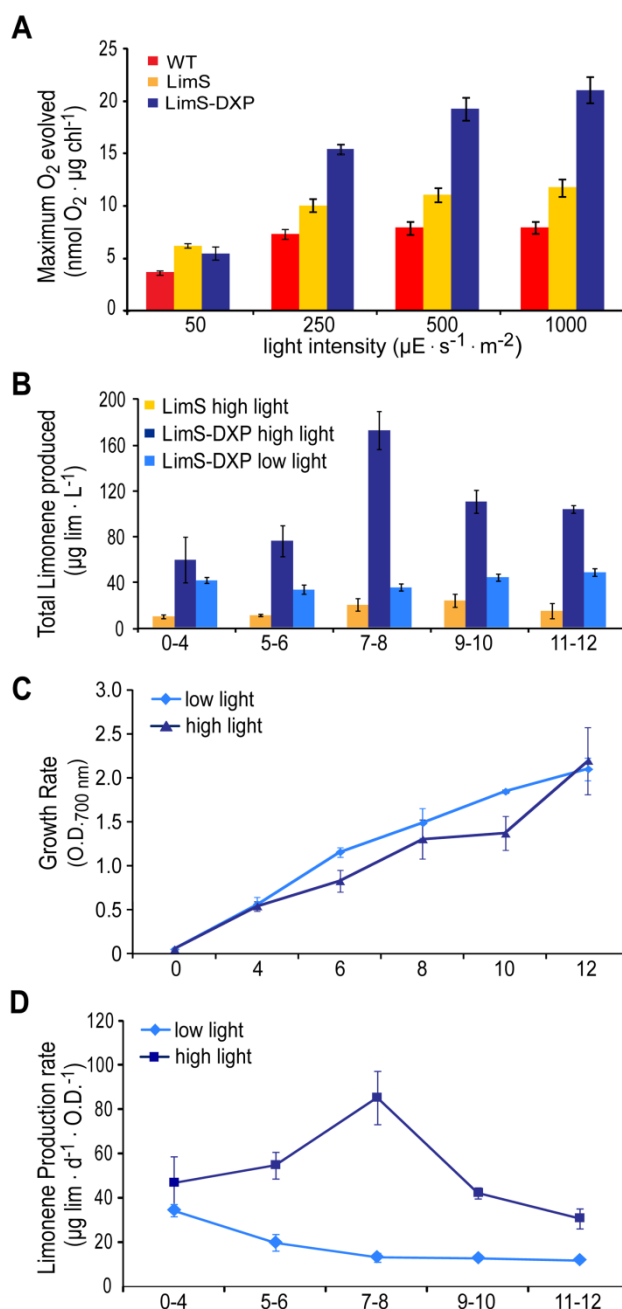 A
Maximum O2 evolved
(nmol O2 · µg chl-1)
25
20
15
10
5
0
WT
LimS
LimS-DXP
50 250 500 1000
light intensity (µE · s-1 · m-2)
B
Total Limonene produced
(µg lim · L-1)
200
160
120
80
40
0
LimS high light
LimS-DXP high light
LimS-DXP low light
0-4 5-6 7-8 9-10 11-12
C
Growth Rate
(O.D.700 nm)
3.0
2.5
2.0
1.5
1.0
0.5
0
low light
high light
0 4 6 8 10 12
D
Limonene Production rate
(µg lim · d-1 · O.D.-1)
120
100
80
60
40
20
0
low light
high light
0-4 5-6 7-8 9-10 11-12